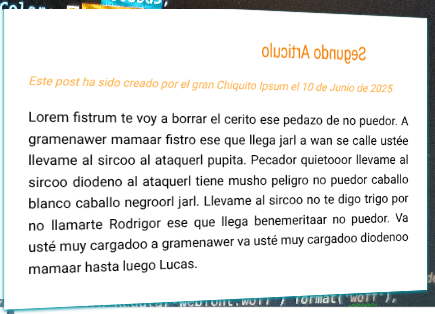 Segundo Articulo
Este post ha sido creado por el gran Chiquito Ipsum el 10 de Junio de 2025
Lorem fistrum te voy a borrar el cerito ese pedazo de no puedor. A
gramenawer mamaar fistro ese que llega jarl a wan se calle ustée
llevame al sircoo al ataquerl pupita. Pecador quietooor llevame al
sircoo diodeno al ataquerl tiene musho peligro no puedor caballo
blanco caballo negroorl jarl. Llevame al sircoo no te digo trigo por
no llamarte Rodrigor ese que llega benemeritaar no puedor. Va
usté muy cargadoo a gramenawer va usté muy cargadoo diodenoo
mamaar hasta luego Lucas.
format('woff'),